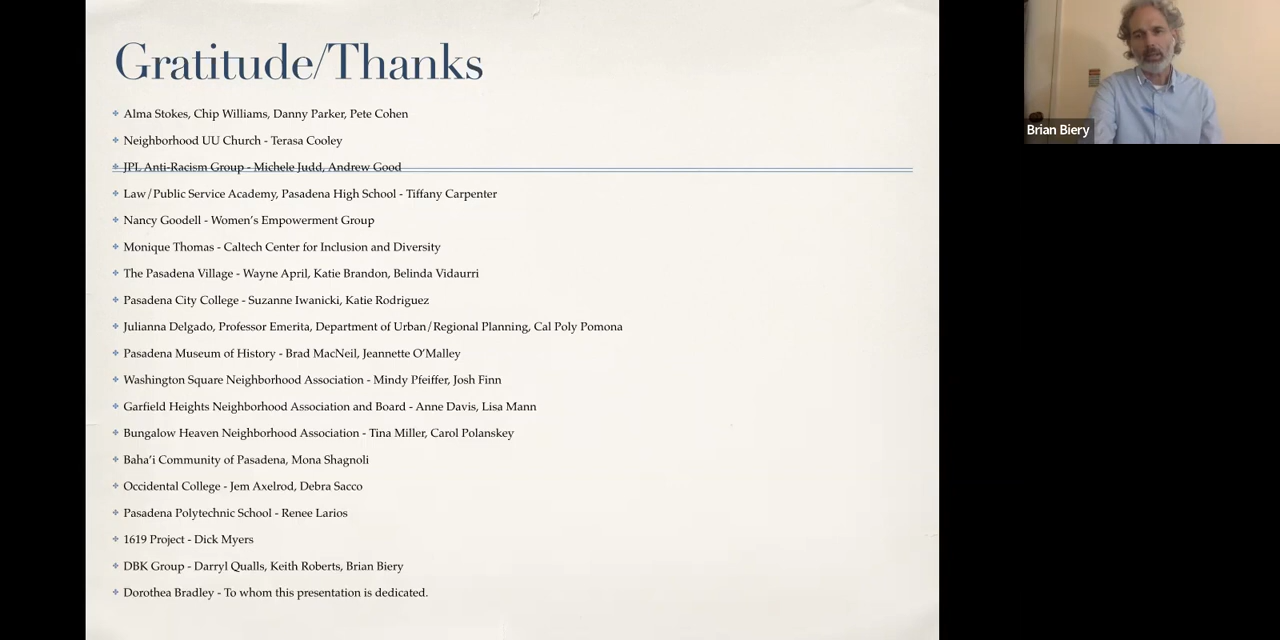 Gratitude/Thanks
Alma Stokes, Chip Williams, Danny Parker, Pete Cohen
Neighborhood UU Church - Terasa Cooley
JPL Anti-Racism Group - Michele Judd, Andrew Good
Law/Public Service Academy, Pasadena High School - Tiffany Carpenter
Nancy Goodell - Women’s Empowerment Group
Monique Thomas - Caltech Center for Inclusion and Diversity
The Pasadena Village - Wayne April, Katie Brandon, Belinda Vidaurri
Pasadena City College - Suzanne Iwanicki, Katie Rodriguez
Julianna Delgado, Professor Emerita, Department of Urban/Regional Planning, Cal Poly Pomona
Pasadena Museum of History - Brad MacNeil, Jeannette O’Malley
Washington Square Neighborhood Association - Mindy Pfeiffer, Josh Finn
Garfield Heights Neighborhood Association and Board - Anne Davis, Lisa Mann
Bungalow Heaven Neighborhood Association - Tina Miller, Carol Polanskey
Baha’i Community of Pasadena, Mona Shagnoli
Occidental College - Jem Axelrod, Debra Sacco
Pasadena Polytechnic School - Renee Larios
1619 Project - Dick Myers
DBK Group - Darryl Qualls, Keith Roberts, Brian Biery
Dorothea Bradley - To whom this presentation is dedicated.
Brian Biery